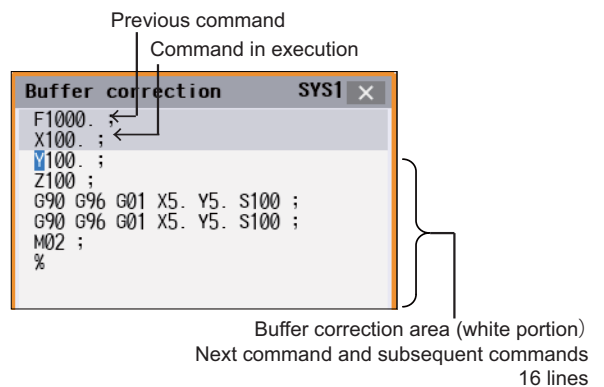 Previous command
Command in execution
Buffer correction SYS1 ×
F1000. ;
X100. ;
Y100. ;
Z100 ;
G90 G96 G01 X5. Y5. S100 ;
G90 G96 G01 X5. Y5. S100 ;
M02 ;
%
Buffer correction area (white portion）
Next command and subsequent commands
16 lines